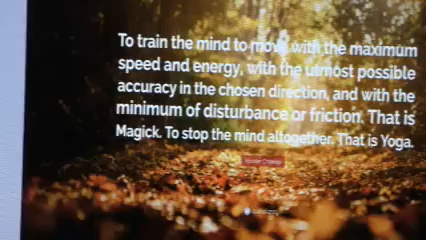 To train the mind to move with the maximum
speed and energy, with the utmost possible
accuracy in the chosen direction, and with the
minimum of disturbance or friction. That is
Magick. To stop the mind altogether. That is Yoga.